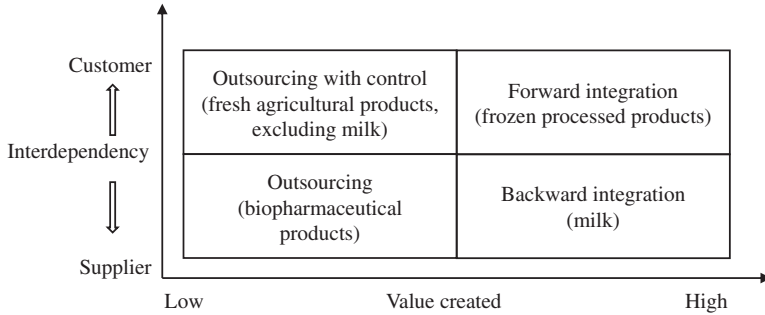 Customer
Interdependency
Supplier
Outsourcing with control
(fresh agricultural products,
excluding milk)
Forward integration
(frozen processed products)
Outsourcing
(biopharmaceutical
products)
Backward integration
(milk)
Low
Value created
High